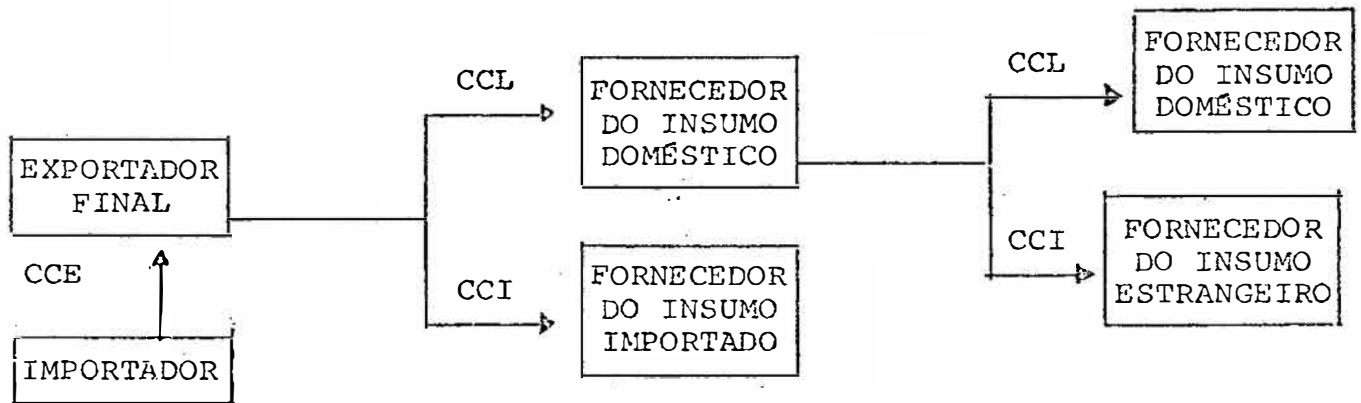 EXPORTADOR
FINAL
CCE
IMPORTADOR
CCL
FORNECEDOR
DO INSUMO
DOMÉSTICO
CCI
FORNECEDOR
DO INSUMO
IMPORTADO
CCL
FORNECEDOR
DO INSUMO
DOMÉSTICO
CCI
FORNECEDOR
DO INSUMO
ESTRANGEIRO